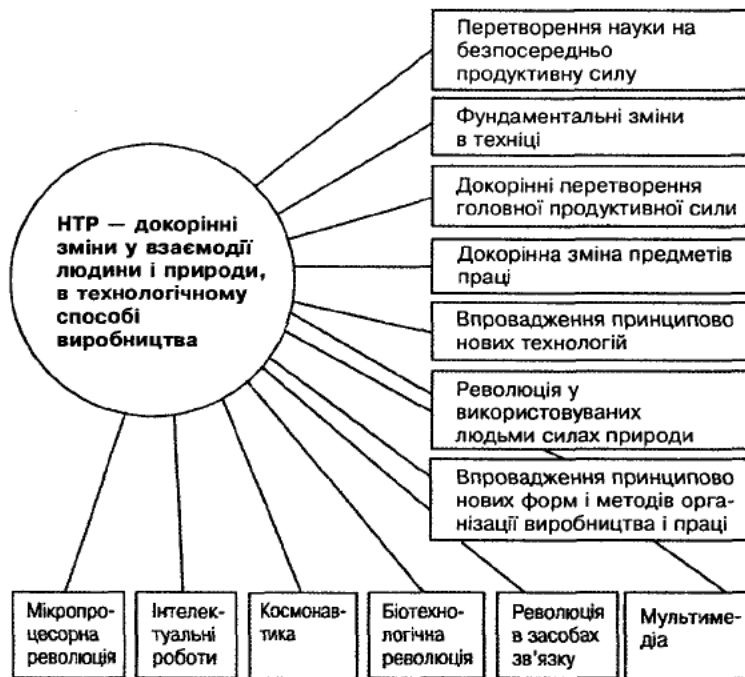 Перетворення науки на
безпосередньо
продуктивну силу
Фундаментальні зміни
в техніці
Докорінні перетворення
головної продуктивної сили
Докорінна зміна предметів
праці
Впровадження принципово
нових технологій
Революція у
використовуваних
людьми силах природи
Впровадження принципово
нових форм і методів орга-
нізації виробництва і праці
НТР — докорінні
зміни у взаємодії
людини і природи,
в технологічному
способі
виробництва
Мікропро-
цесорна
революція
Інтелек-
туальні
роботи
Космонав-
тика
Біотехно-
логічна
революція
Революція
в засобах
зв'язку
Мультиме-
діа